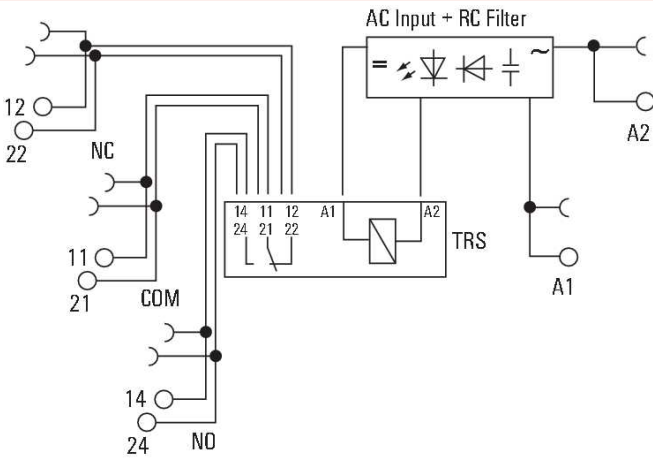 AC Input + RC Filter
= ~
12
22
NC
A2
14 11 12 A1 A2
24 21 22
TRS
11
21
COM
A1
14
24
NO